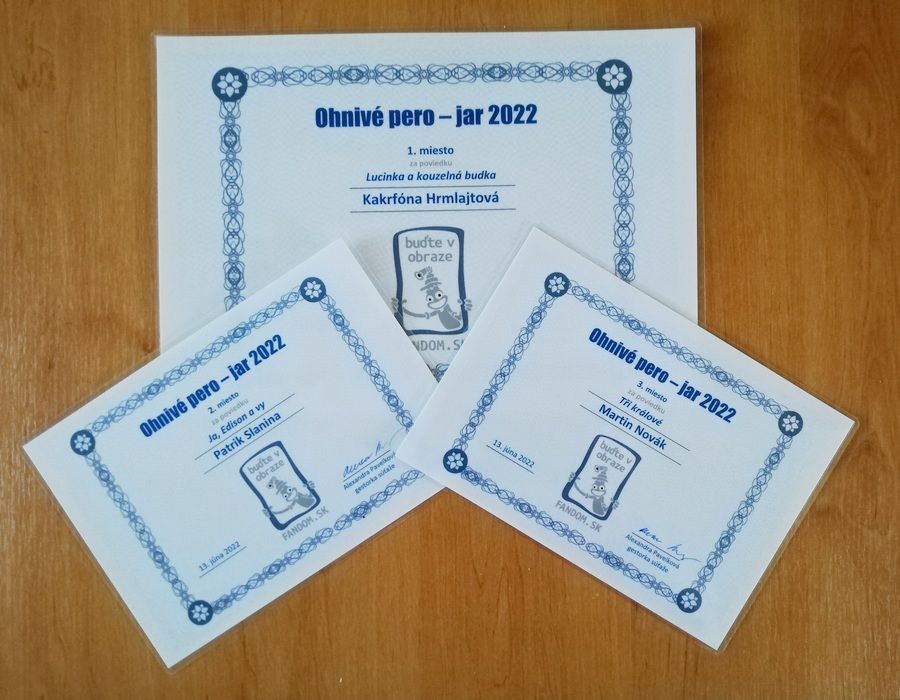 Ohnivé pero – jar 2022
1. miesto
za poviedku
Lucinka a kouzelná budka
Kakrfóna Hrmlajtová
buďte v
obraze
NDOM.SK
Ohnivé pero – jar 2022
2. miesto
za poviedku
Ja, Edison a vy
Patrik Slanina
buďte v
obraze
FANDOM.SK
13. júna 2022
Alexandra Pavelková
gestorka súťaže
Ohnivé pero – jar 2022
3. miesto
za poviedku
Tři krdlové
Martin Novák
buďte v
obraze
FANDOM.SK
13. júna 2022
Alexandra Pavelková
gestorka súťaže